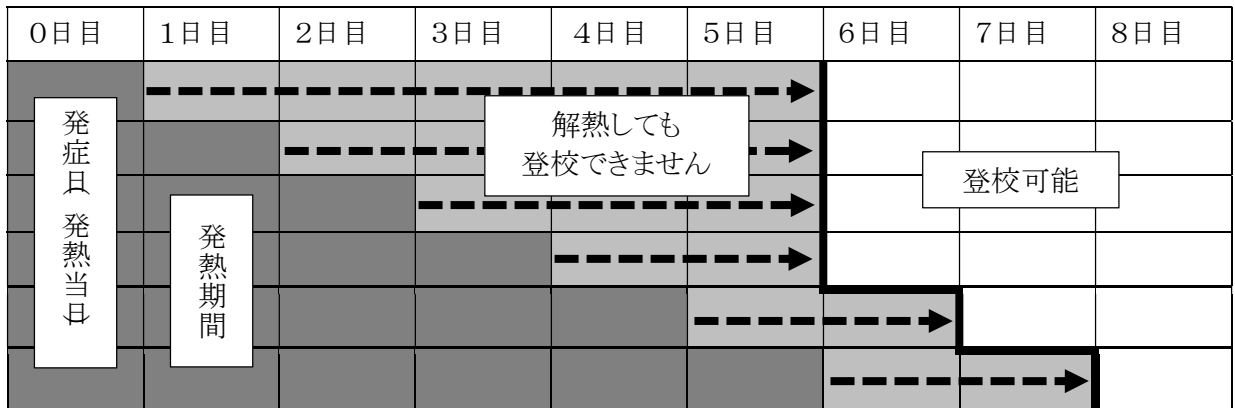 0日目 1日目 2日目 3日目 4日目 5日目 6日目 7日目 8日目
発症日(発熱当日)
発熱期間
解熱しても
登校できません
登校可能